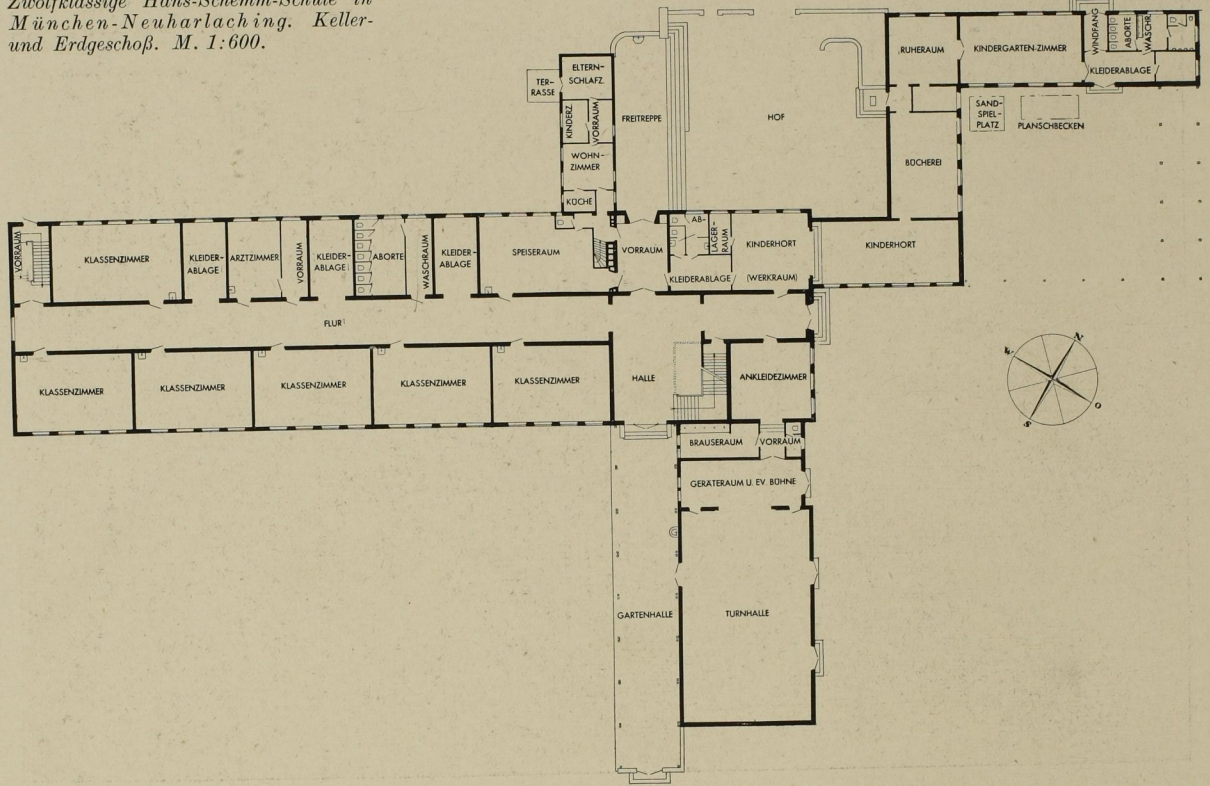 Zwölfklassige Hans-Schemm-Schule in
München-Neuharlaching. Keller-
und Erdgeschoß. M. 1:600.
ELTERN-
SCHLAFZ.
TER-
RASSE
KINDERZ.
VORRAUM
WOHN-
ZIMMER
KÜCHE
FREITREPPE
HOF
RUHERAUM
KINDERGARTEN-ZIMMER
WINDFANG
ABORTE
WASCHR.
KLEIDERABLAGE
SAND-
SPIEL-
PLATZ
PLANSCHBECKEN
BÜCHEREI
VORRAUM
KLASSENZIMMER
KLEIDER-
ABLAGE
ARZTZIMMER
VORRAUM
KLEIDER-
ABLAGE
ABORTE
WASCHRAUM
KLEIDER-
ABLAGE
SPEISERAUM
VORRAUM
AB-
LAGER-
RAUM
KLEIDERABLAGE
KINDERHORT
(WERKRAUM)
KINDERHORT
FLUR
KLASSENZIMMER
KLASSENZIMMER
KLASSENZIMMER
KLASSENZIMMER
KLASSENZIMMER
HALLE
ANKLEIDEZIMMER
N
W
O
S
BRAUSERAUM
VORRAUM
GERÄTERAUM U. EV. BÜHNE
GARTENHALLE
TURNHALLE